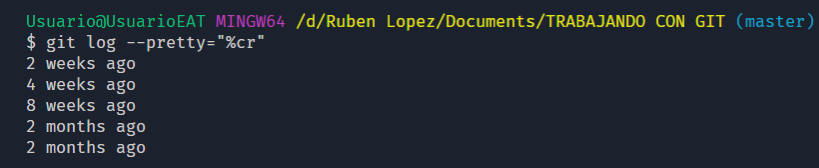 Usuario@UsuarioEAT MINGW64 /d/Ruben Lopez/Documents/TRABAJANDO CON GIT (master)
$ git log --pretty="%cr"
2 weeks ago
4 weeks ago
8 weeks ago
2 months ago
2 months ago